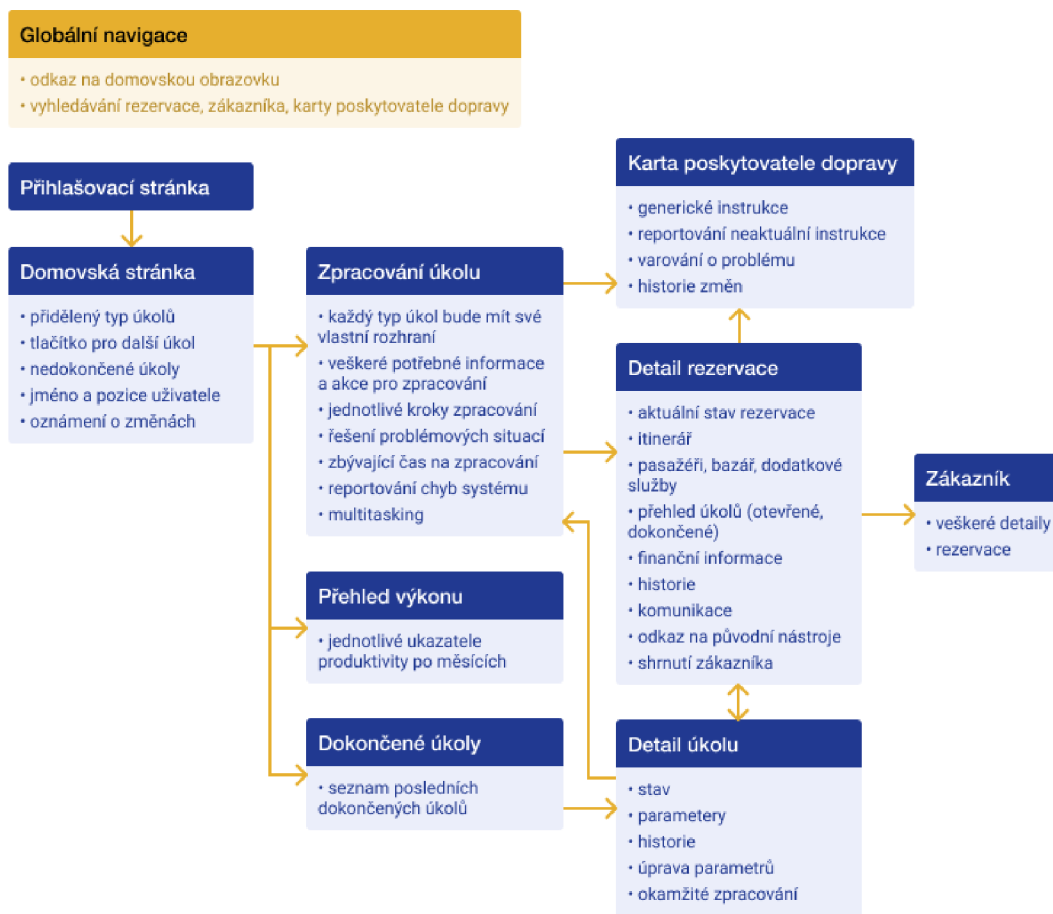 Globální navigace
• odkaz na domovskou obrazovku
• vyhledávání rezervace, zákazníka, karty poskytovatele dopravy
Přihlašovací stránka
Domovská stránka
• přidělený typ úkolů
• tlačítko pro další úkol
• nedokončené úkoly
• jméno a pozice uživatele
• oznámení o změnách
Zpracování úkolu
• každý typ úkol bude mít své
vlastní rozhraní
• veškeré potřebné informace
a akce pro zpracování
• jednotlivé kroky zpracování
• řešení problémových situací
• zbývající čas na zpracování
• reportování chyb systému
• multitasking
Přehled výkonu
• jednotlivé ukazatele
produktivity po měsících
Dokončené úkoly
• seznam posledních
dokončených úkolů
Karta poskytovatele dopravy
• generické instrukce
• reportování neaktuální instrukce
• varování o problému
• historie změn
Detail rezervace
• aktuální stav rezervace
• itinerář
• pasažéři, bazář, dodatkové
služby
• přehled úkolů (otevřené,
dokončené)
• finanční informace
• historie
• komunikace
• odkaz na původní nástroje
• shrnutí zákazníka
Detail úkolu
• stav
• parametery
• historie
• úprava parametrů
• okamžité zpracování
Zákazník
• veškeré detaily
• rezervace